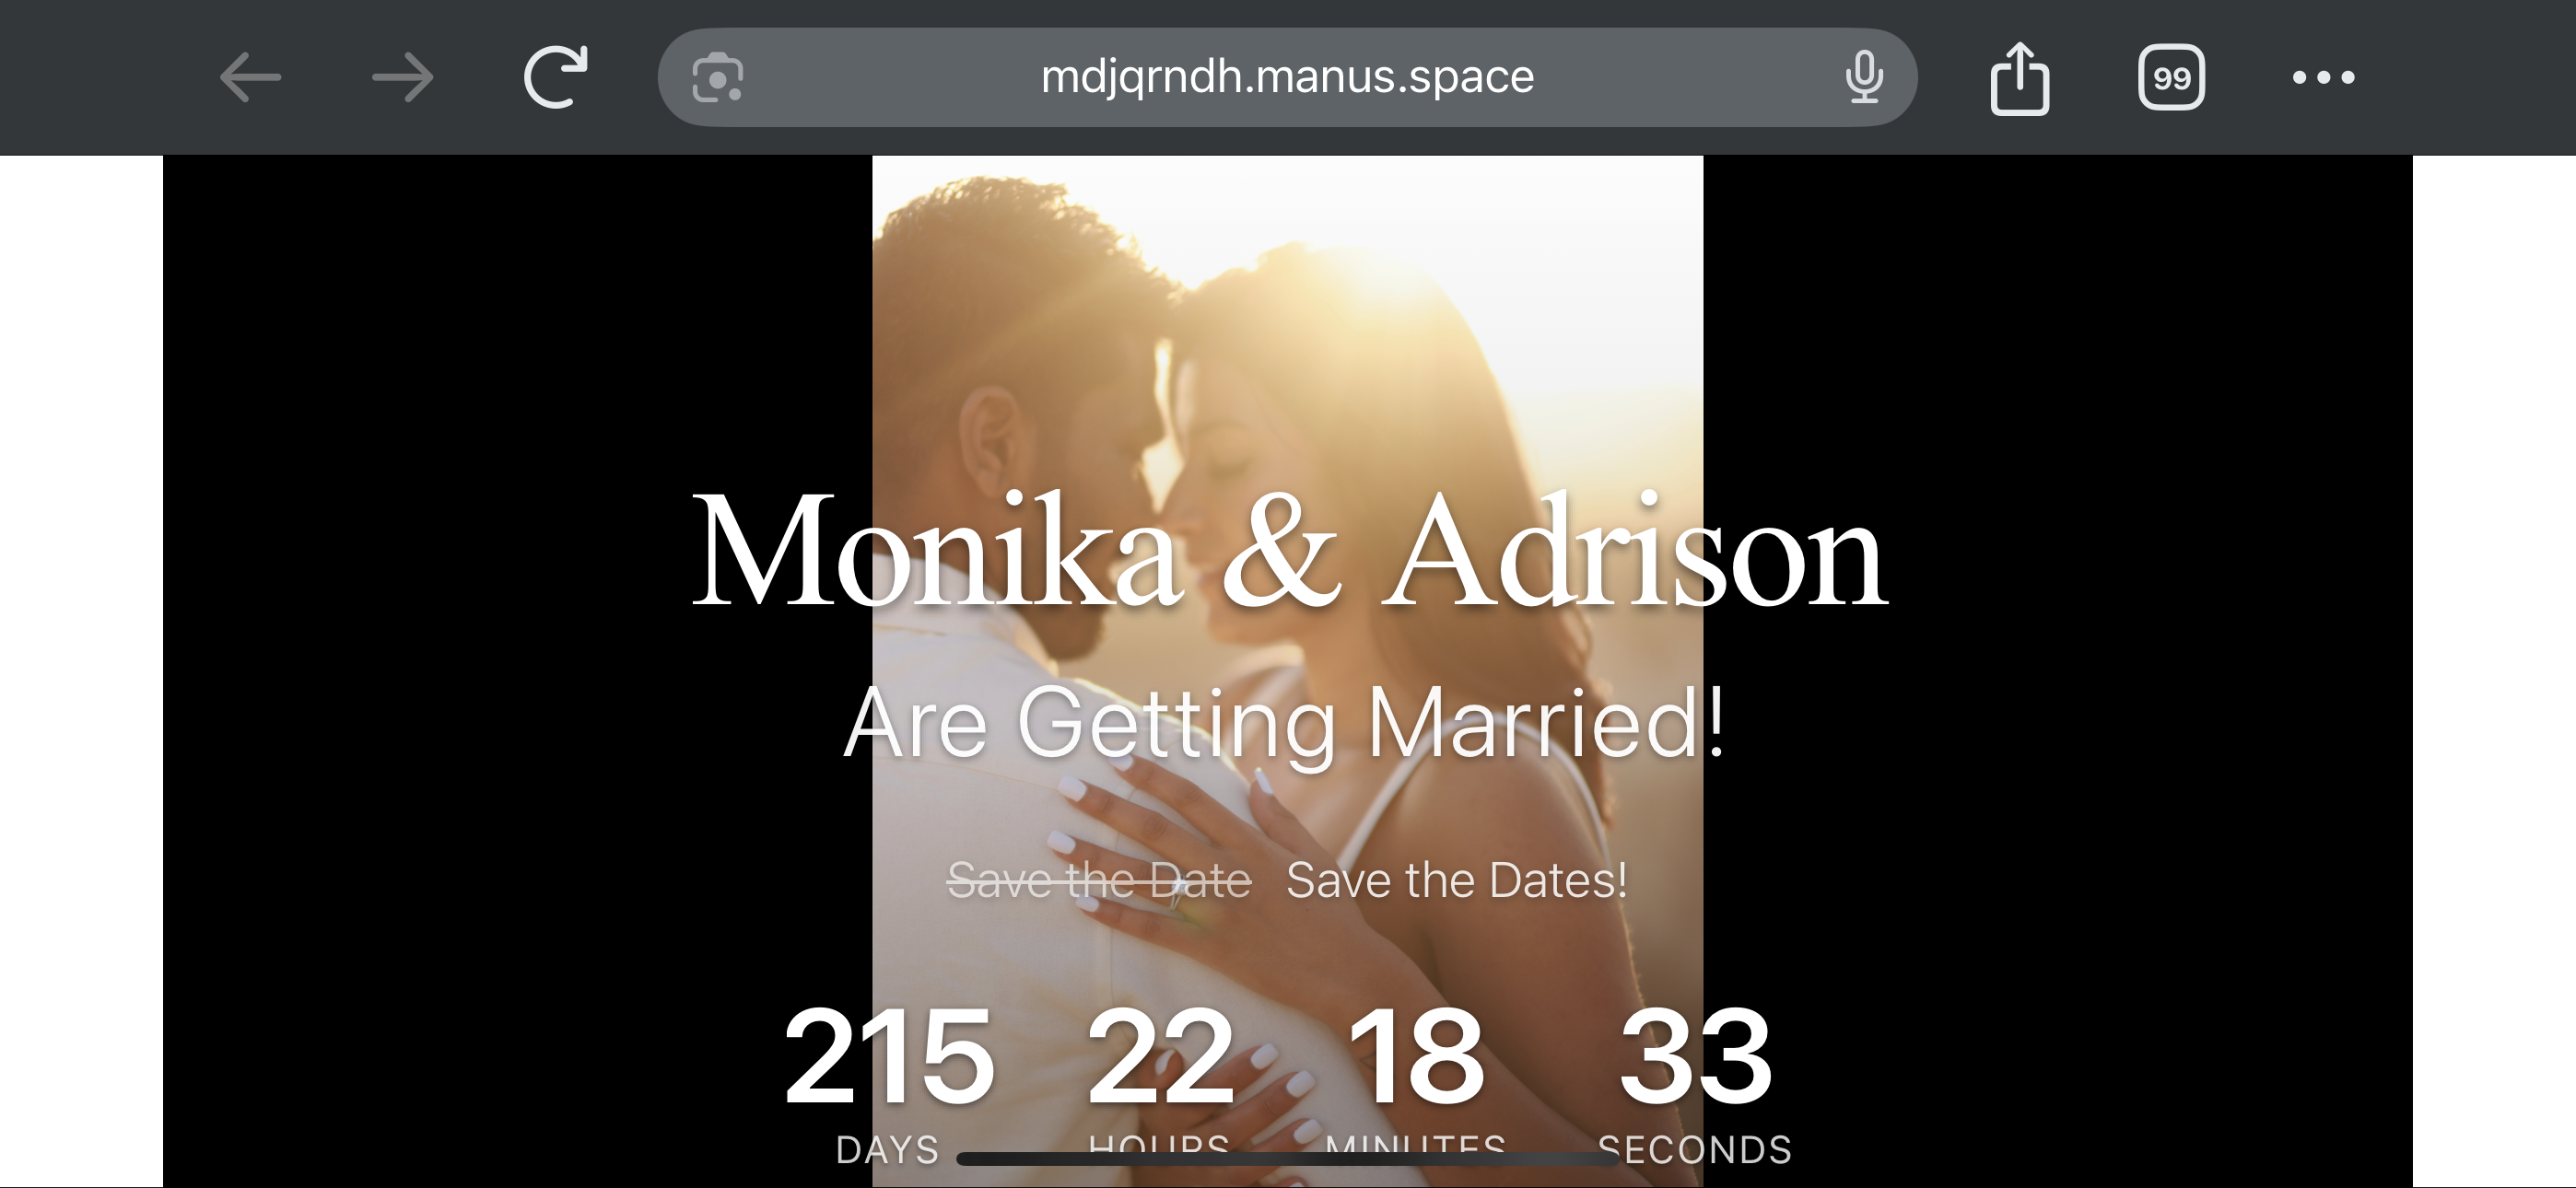 mdjqrndh.manus.space
99
Monika & Adrison
Are Getting Married!
Save the Date Save the Dates!
215 22 18 33
DAYS HOURS MINUTES SECONDS